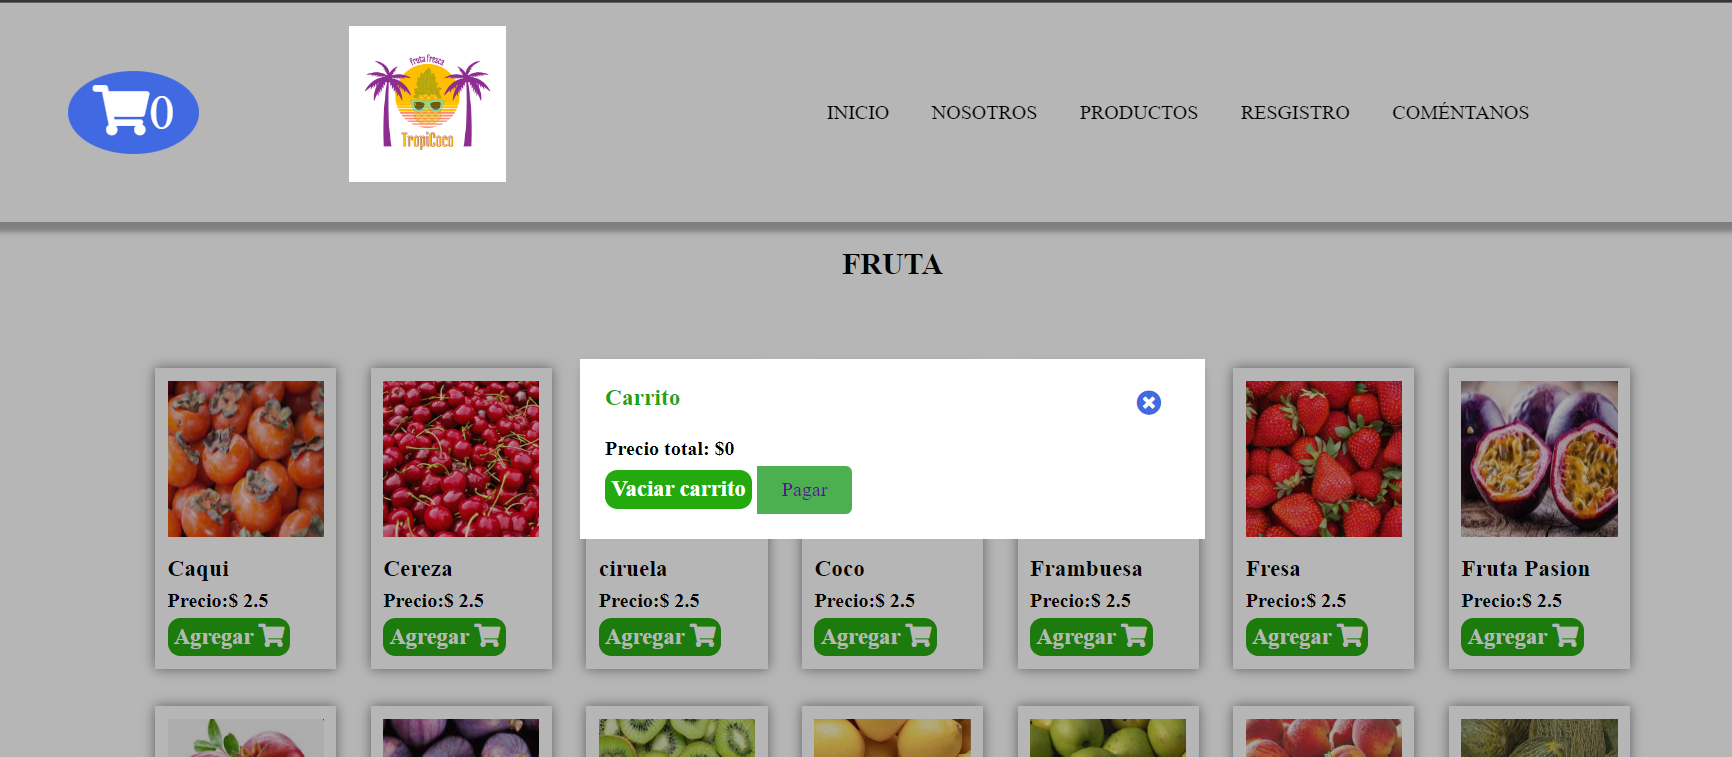 0
Fruta Fresca
TropiCoco
INICIO NOSOTROS PRODUCTOS RESGISTRO COMÉNTANOS
FRUTA
Carrito
Precio total: $0
Vaciar carrito Pagar
Caqui
Precio:$ 2.5
Agregar
Cereza
Precio:$ 2.5
Agregar
ciruela
Precio:$ 2.5
Agregar
Coco
Precio:$ 2.5
Agregar
Frambuesa
Precio:$ 2.5
Agregar
Fresa
Precio:$ 2.5
Agregar
Fruta Pasion
Precio:$ 2.5
Agregar